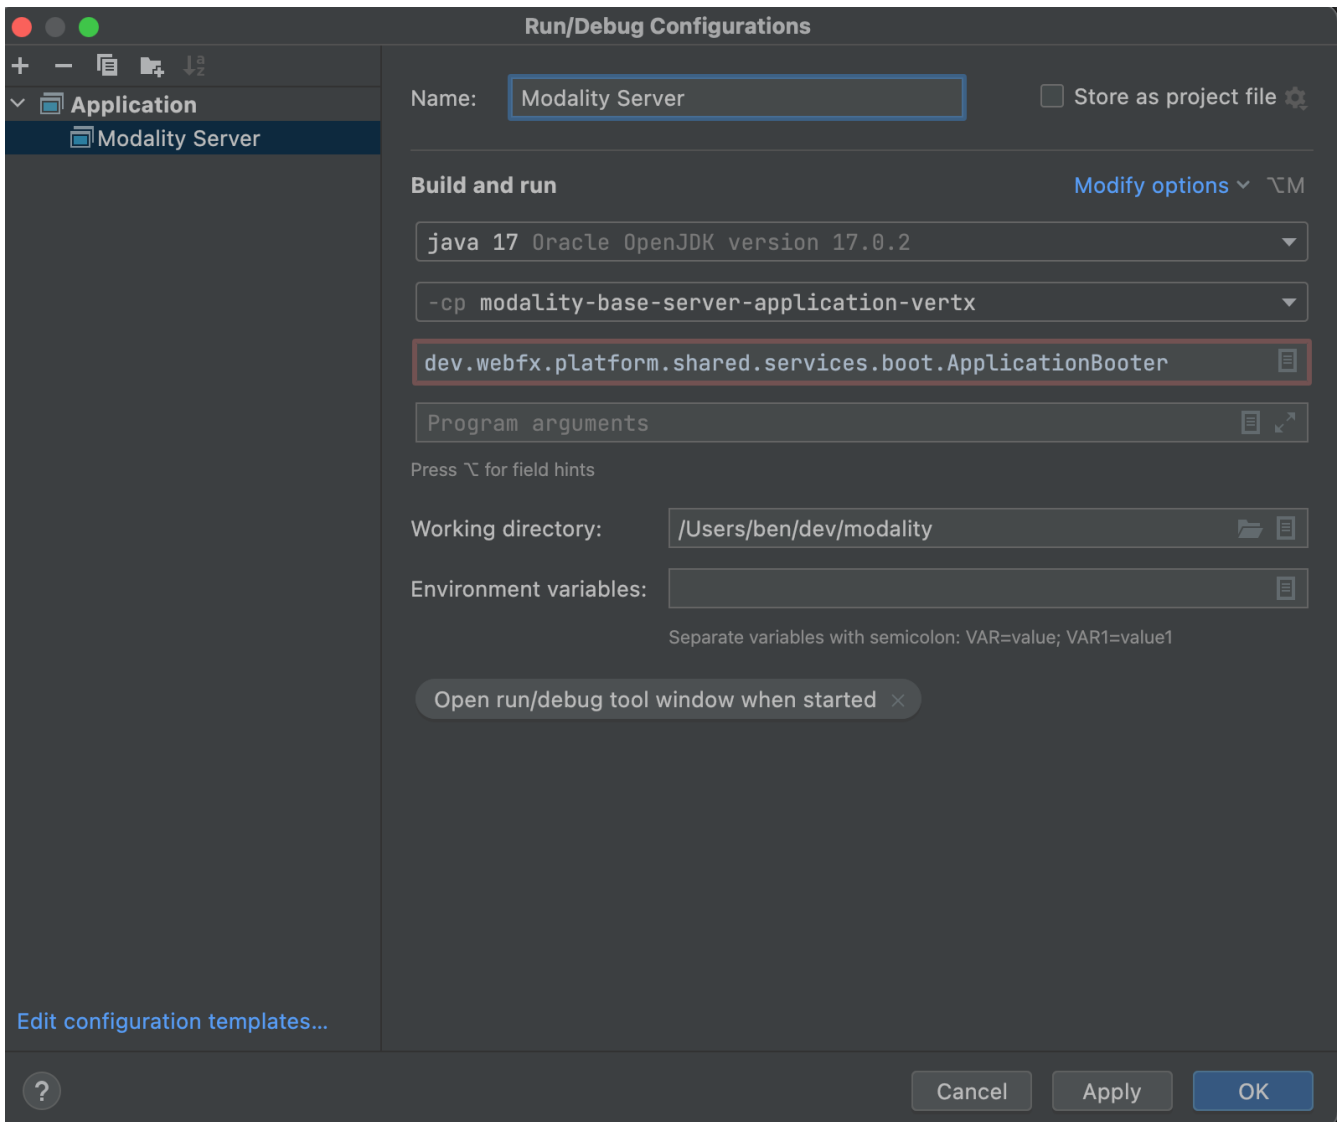 Run/Debug Configurations
Application
Modality Server
Name: Modality Server Store as project file
Build and run Modify options ⌥M
java 17 Oracle OpenJDK version 17.0.2
-cp modality-base-server-application-vertx
dev.webfx.platform.shared.services.boot.ApplicationBooter
Program arguments
Press ⌥ for field hints
Working directory: /Users/ben/dev/modality
Environment variables:
Separate variables with semicolon: VAR=value; VAR1=value1
Open run/debug tool window when started ×
Edit configuration templates...
? Cancel Apply OK